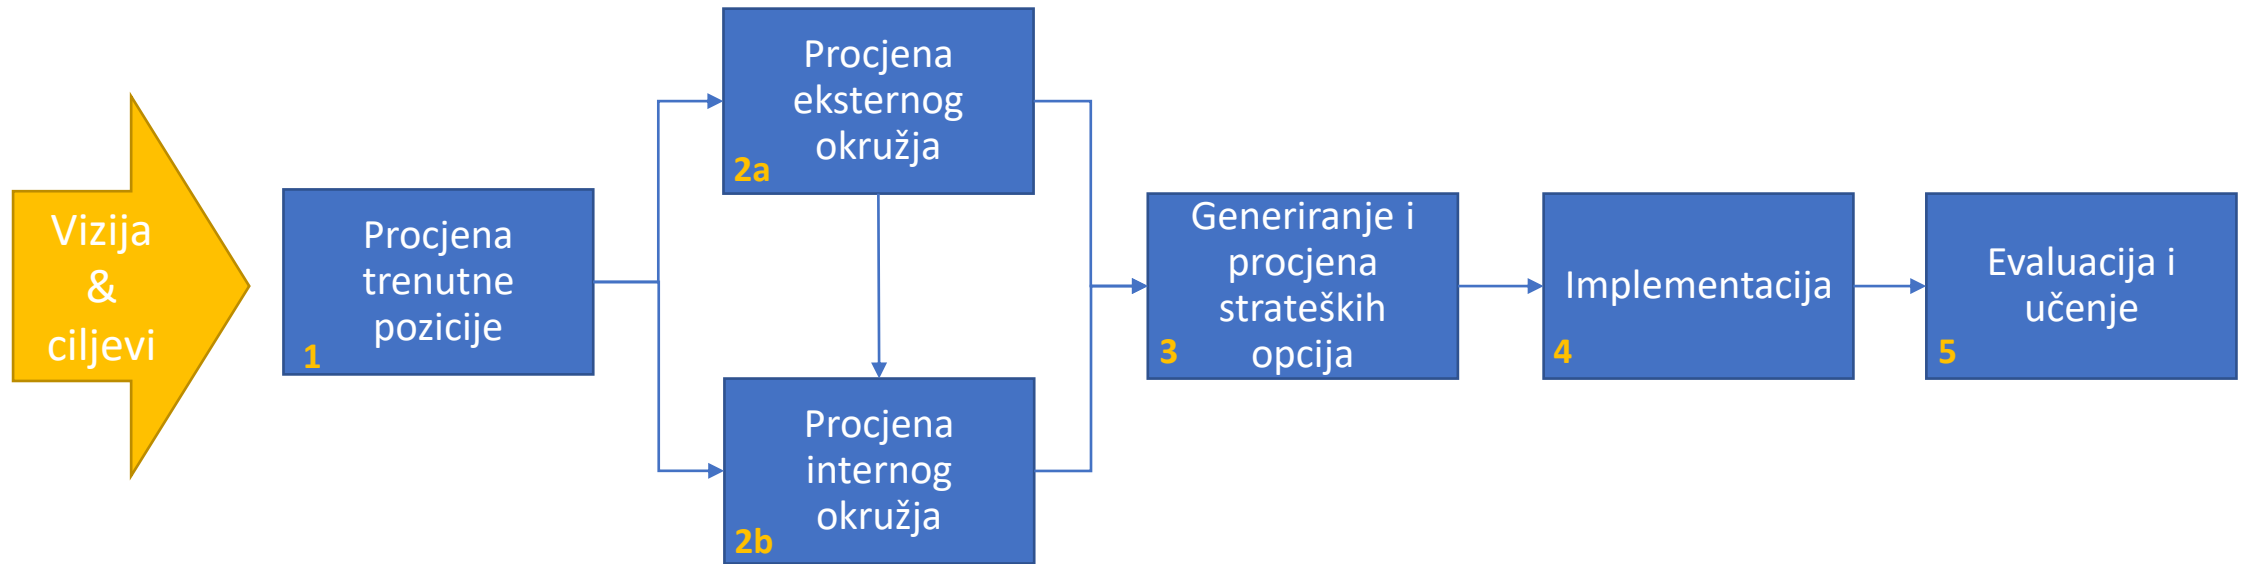 Vizija
&
ciljevi
Procjena
trenutne
pozicije
1
Procjena
eksternog
okružja
2a
Procjena
internog
okružja
2b
Generiranje i
procjena
strateških
opcija
3
Implementacija
4
Evaluacija i
učenje
5